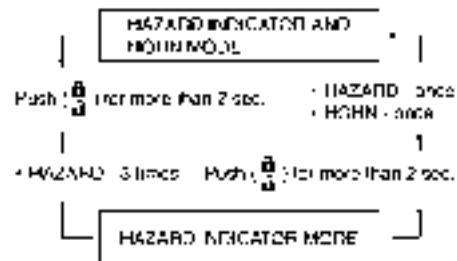 HAZARD INDICATOR AND
HORN MODE
Push ( ) for more than 2 sec.
• HAZARD - once
• HORN - once
• HAZARD - 3 times
Push ( ) for more than 2 sec.
HAZARD INDICATOR MODE